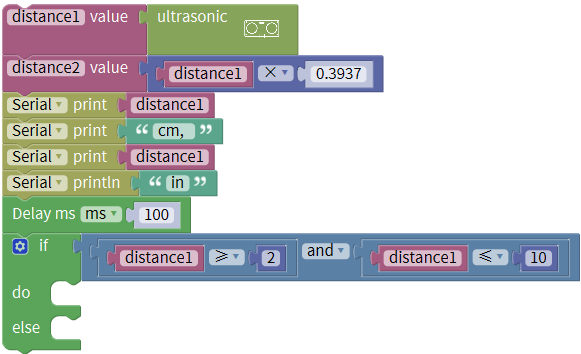 distance1 value ultrasonic
distance2 value distance1 × 0.3937
Serial print distance1
Serial print “ cm, ”
Serial print distance1
Serial println “ in ”
Delay ms ms 100
if distance1 ≥ 2 and distance1 ≤ 10
do
else